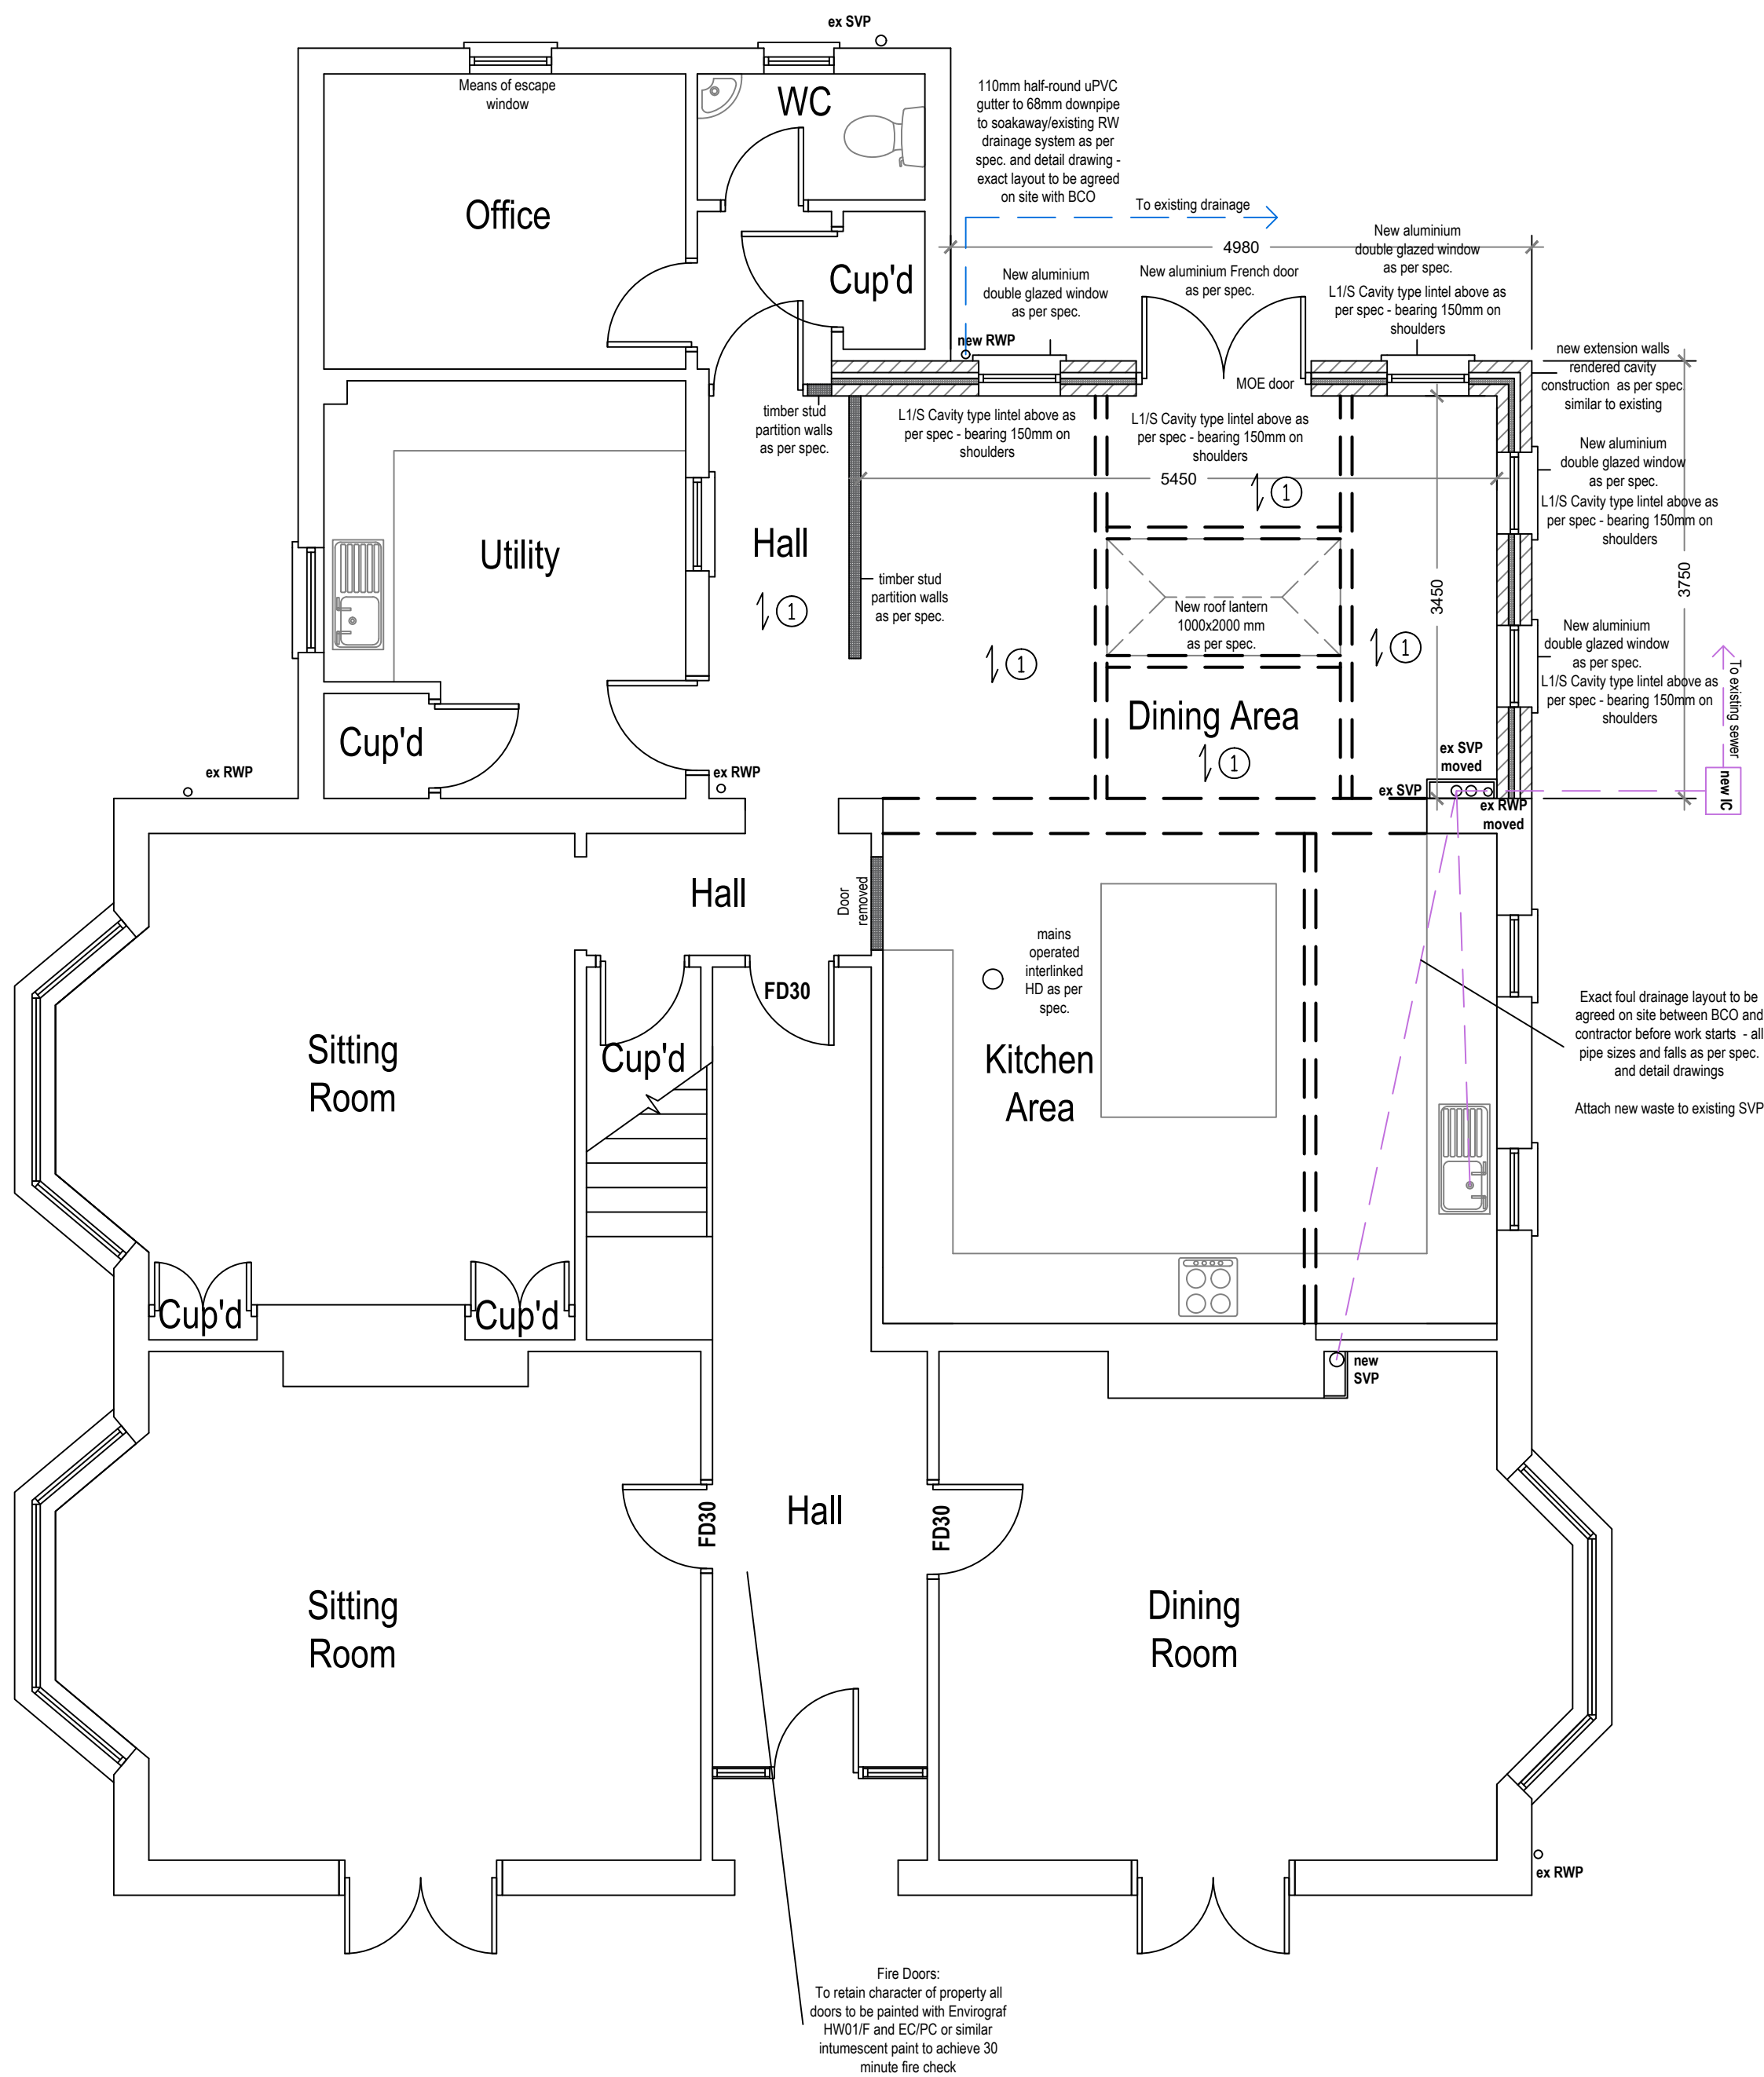 ex SVP
Means of escape
window
WC
Office
Cup'd
110mm half-round uPVC
gutter to 68mm downpipe
to soakaway/existing RW
drainage system as per
spec. and detail drawing -
exact layout to be agreed
on site with BCO
To existing drainage
4980
New aluminium
double glazed window
as per spec.
L1/S Cavity type lintel above as
per spec - bearing 150mm on
shoulders
New aluminium French door
as per spec.
New aluminium
double glazed window
as per spec.
new RWP
MOE door
new extension walls
rendered cavity
construction as per spec.
similar to existing
timber stud
partition walls
as per spec.
L1/S Cavity type lintel above as
per spec - bearing 150mm on
shoulders
L1/S Cavity type lintel above as
per spec - bearing 150mm on
shoulders
New aluminium
double glazed window
as per spec.
L1/S Cavity type lintel above as
per spec - bearing 150mm on
shoulders
5450
1
Utility
Hall
1
timber stud
partition walls
as per spec.
New roof lantern
1000x2000 mm
as per spec.
3450
3750
1
1
New aluminium
double glazed window
as per spec.
L1/S Cavity type lintel above as
per spec - bearing 150mm on
shoulders
To existing sewer
new IC
Dining Area
1
Cup'd
ex RWP
ex RWP
ex SVP
moved
ex SVP
ex RWP
moved
Hall
Door
removed
mains
operated
interlinked
HD as per
spec.
FD30
Kitchen
Area
Exact foul drainage layout to be
agreed on site between BCO and
contractor before work starts - all
pipe sizes and falls as per spec.
and detail drawings
Attach new waste to existing SVP
Sitting
Room
Cup'd
Cup'd
Cup'd
new
SVP
FD30
Hall
FD30
Sitting
Room
Dining
Room
ex RWP
Fire Doors:
To retain character of property all
doors to be painted with Envirograf
HW01/F and EC/PC or similar
intumescent paint to achieve 30
minute fire check